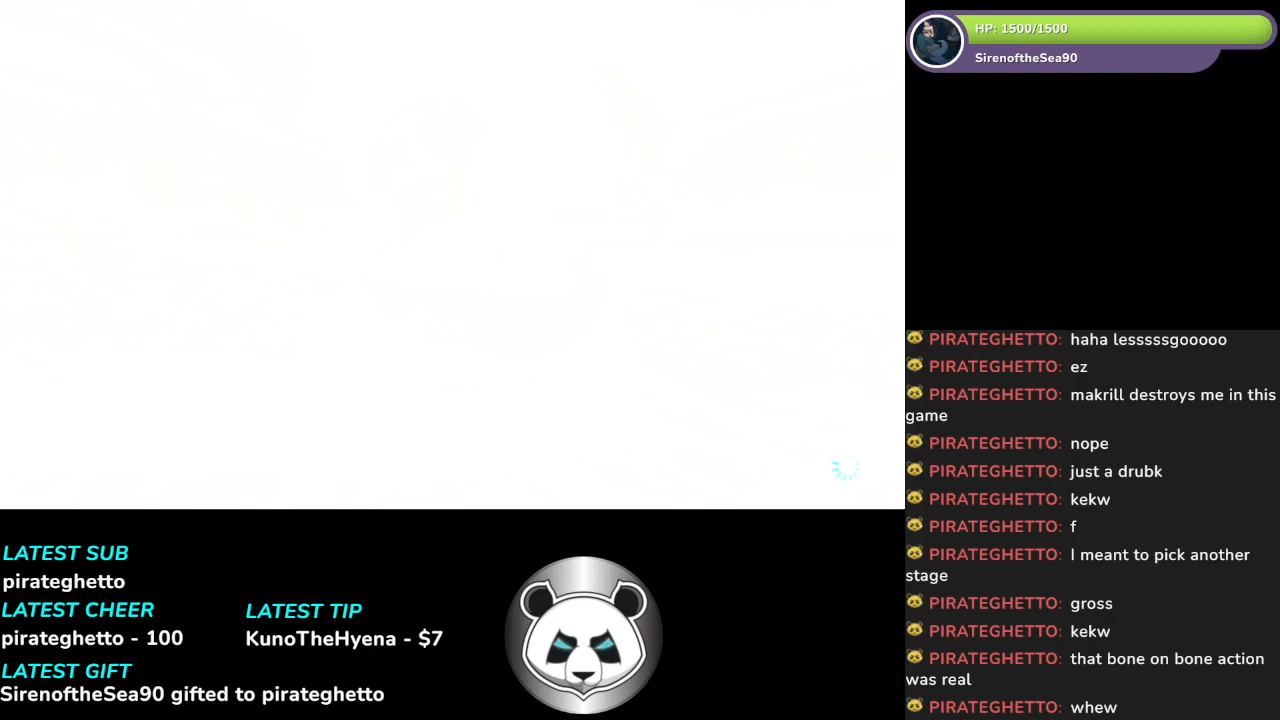 HP: 1500/1500
SirenoftheSea90
PIRATEGHETTO: haha lesssssgooooo
PIRATEGHETTO: ez
PIRATEGHETTO: makrill destroys me in this
game
PIRATEGHETTO: nope
PIRATEGHETTO: just a drubk
PIRATEGHETTO: kekw
PIRATEGHETTO: f
PIRATEGHETTO: I meant to pick another
stage
PIRATEGHETTO: gross
PIRATEGHETTO: kekw
PIRATEGHETTO: that bone on bone action
was real
PIRATEGHETTO: whew
LATEST SUB
pirateghetto
LATEST CHEER
pirateghetto - 100
LATEST TIP
KunoTheHyena - $7
LATEST GIFT
SirenoftheSea90 gifted to pirateghetto